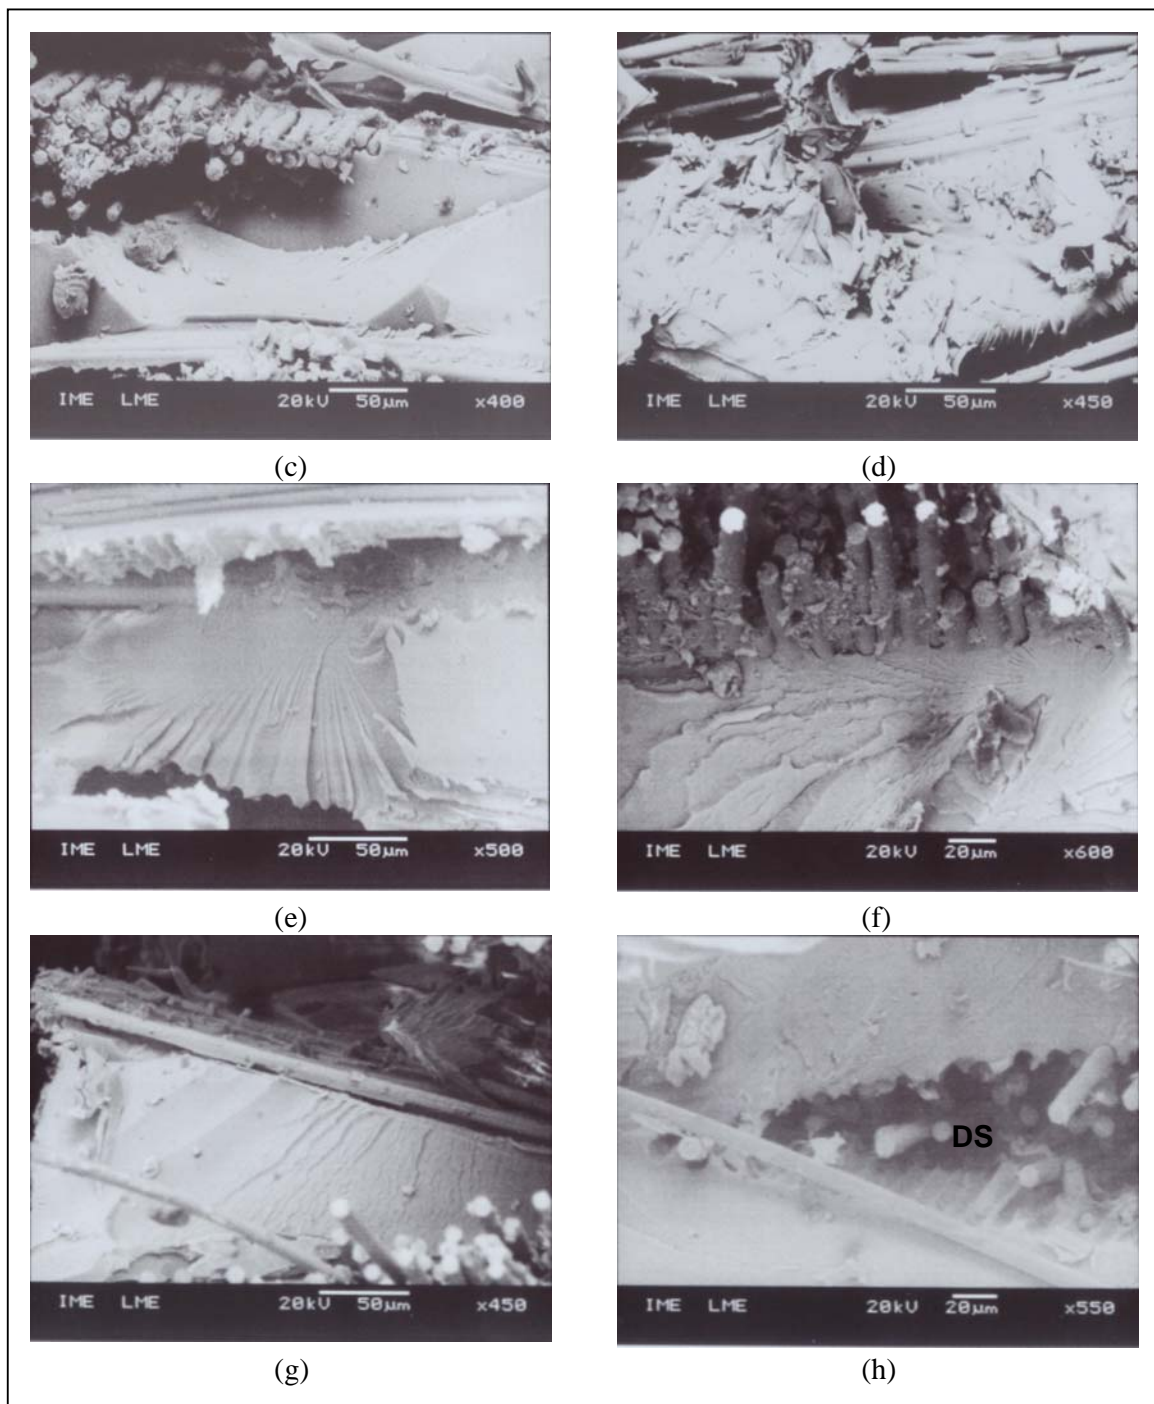 IME LME 20kV 50µm x400
IME LME 20kV 50µm x450
(c)
(d)
IME LME 20kV 50µm x500
IME LME 20kV 20µm x600
(e)
(f)
DS
IME LME 20kV 50µm x450
IME LME 20kV 20µm x550
(g)
(h)